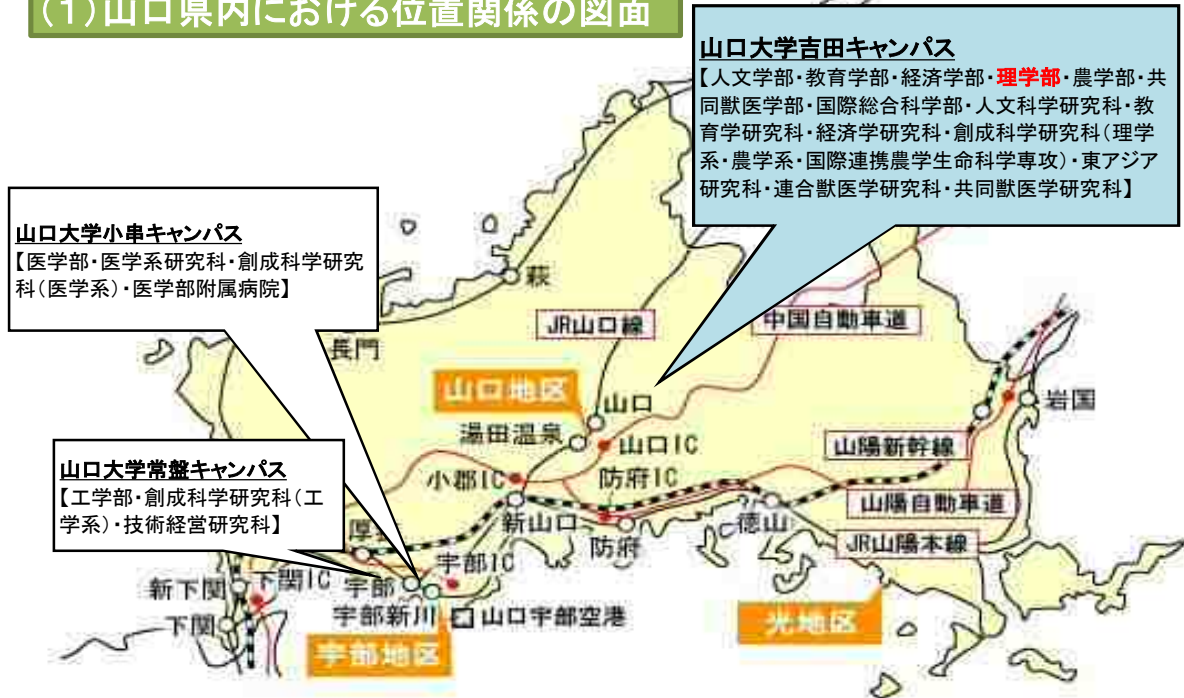 (1)山口県内における位置関係の図面
山口大学吉田キャンパス
【人文学部・教育学部・経済学部・理学部・農学部・共
同獣医学部・国際総合科学部・人文科学研究科・教
育学研究科・経済学研究科・創成科学研究科(理学
系・農学系・国際連携農学生命科学専攻)・東アジア
研究科・連合獣医学研究科・共同獣医学研究科】
山口大学小串キャンパス
【医学部・医学系研究科・創成科学研究
科(医学系)・医学部附属病院】
萩
JR山口線
中国自動車道
長門
山口地区
山口
岩国
湯田温泉
山口IC
山陽新幹線
山口大学常盤キャンパス
【工学部・創成科学研究科(工
学系)・技術経営研究科】
小郡IC
防府IC
山陽自動車道
新山口
徳山
厚
防府
JR山陽本線
宇部IC
新下関
下関IC
宇部
宇部新川
山口宇部空港
下関
光地区
宇部地区